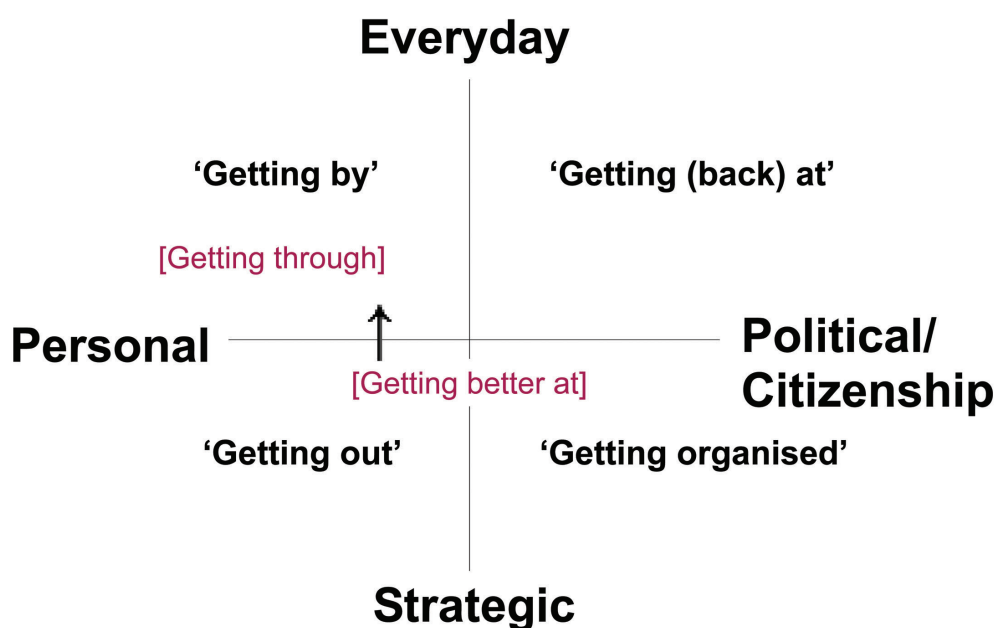 Everyday
‘Getting by’
‘Getting (back) at’
[Getting through]
Personal
Political/
Citizenship
[Getting better at]
‘Getting out’
‘Getting organised’
Strategic